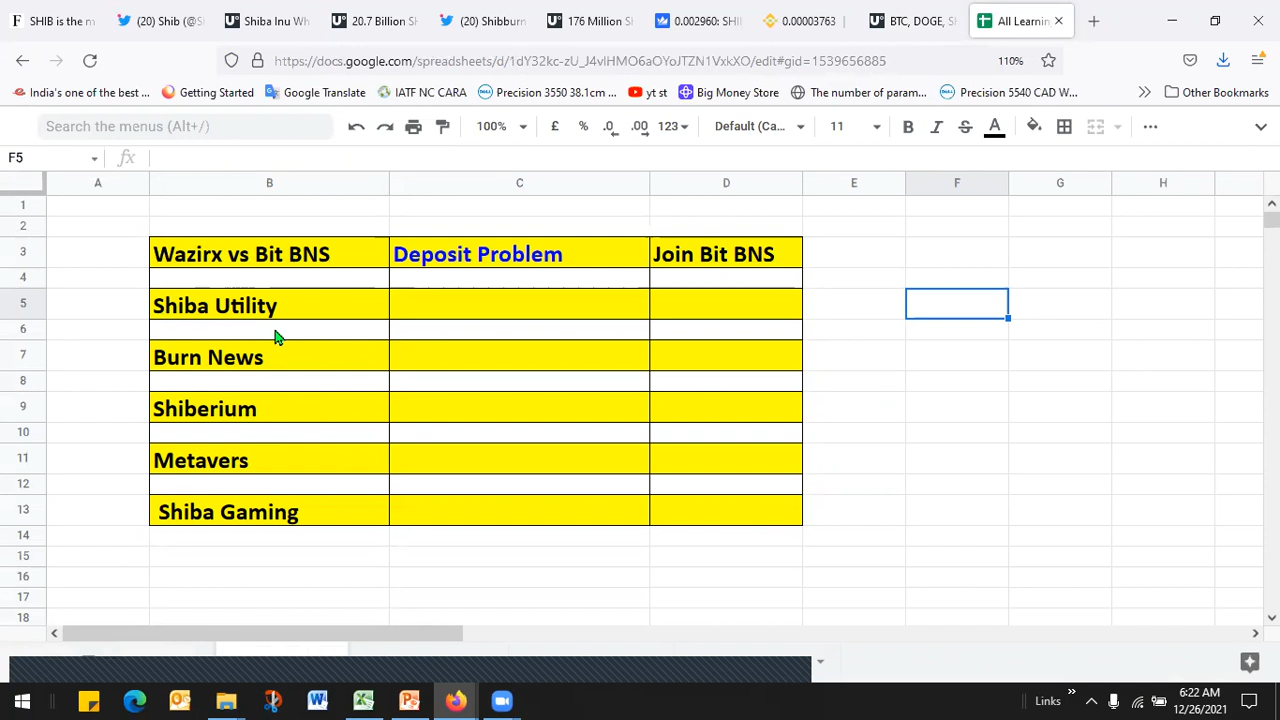 SHIB is the n
(20) Shib (@S
Shiba Inu Wh
20.7 Billion S
(20) Shibburn
176 Million S
0.002960: SHI
0.00003763
BTC, DOGE, S
All Learnin
https://docs.google.com/spreadsheets/d/1dY32kc-zU_J4vIHMO6aOYoJTZN1VxkXO/edit#gid=1539656885
110%
India's one of the best ...
Getting Started
Google Translate
IATF NC CARA
Precision 3550 38.1cm...
yt st
Big Money Store
The number of param...
Precision 5540 CAD W...
Other Bookmarks
Search the menus (Alt+/)
100%
£ % .0 .00 123
Default (Ca...
11
B I S A
F5
fx
A B C D E F G H
1
2
3 Wazirx vs Bit BNS Deposit Problem Join Bit BNS
4
5 Shiba Utility
6
7 Burn News
8
9 Shiberium
10
11 Metavers
12
13 Shiba Gaming
14
15
16
17
18
Links
6:22 AM
12/26/2021